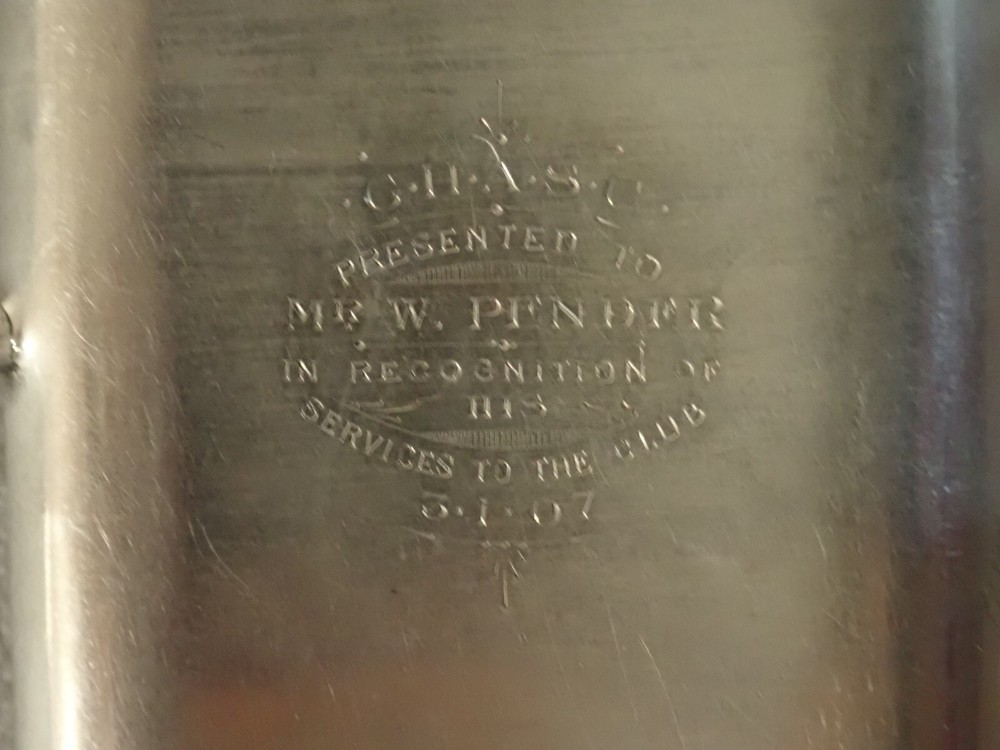 G·H·A·S·C·
PRESENTED TO
MR W. PENDER
IN RECOGNITION OF
HIS
SERVICES TO THE CLUB
3·1·07